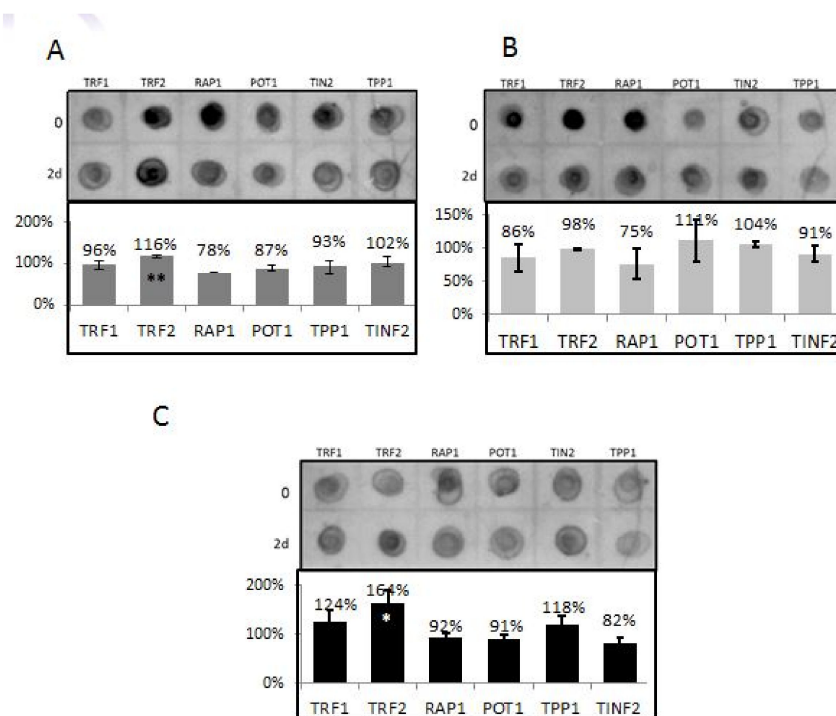 A
TRF1 TRF2 RAP1 POT1 TIN2 TPP1
0
2d
200%
100%
0%
96% 116% 78% 87% 93% 102%
**
TRF1 TRF2 RAP1 POT1 TPP1 TINF2
B
TRF1 TRF2 RAP1 POT1 TIN2 TPP1
0
2d
150%
100%
50%
0%
86% 98% 75% 111% 104% 91%
TRF1 TRF2 RAP1 POT1 TPP1 TINF2
C
TRF1 TRF2 RAP1 POT1 TIN2 TPP1
0
2d
200%
100%
0%
124% 164% 92% 91% 118% 82%
*
TRF1 TRF2 RAP1 POT1 TPP1 TINF2